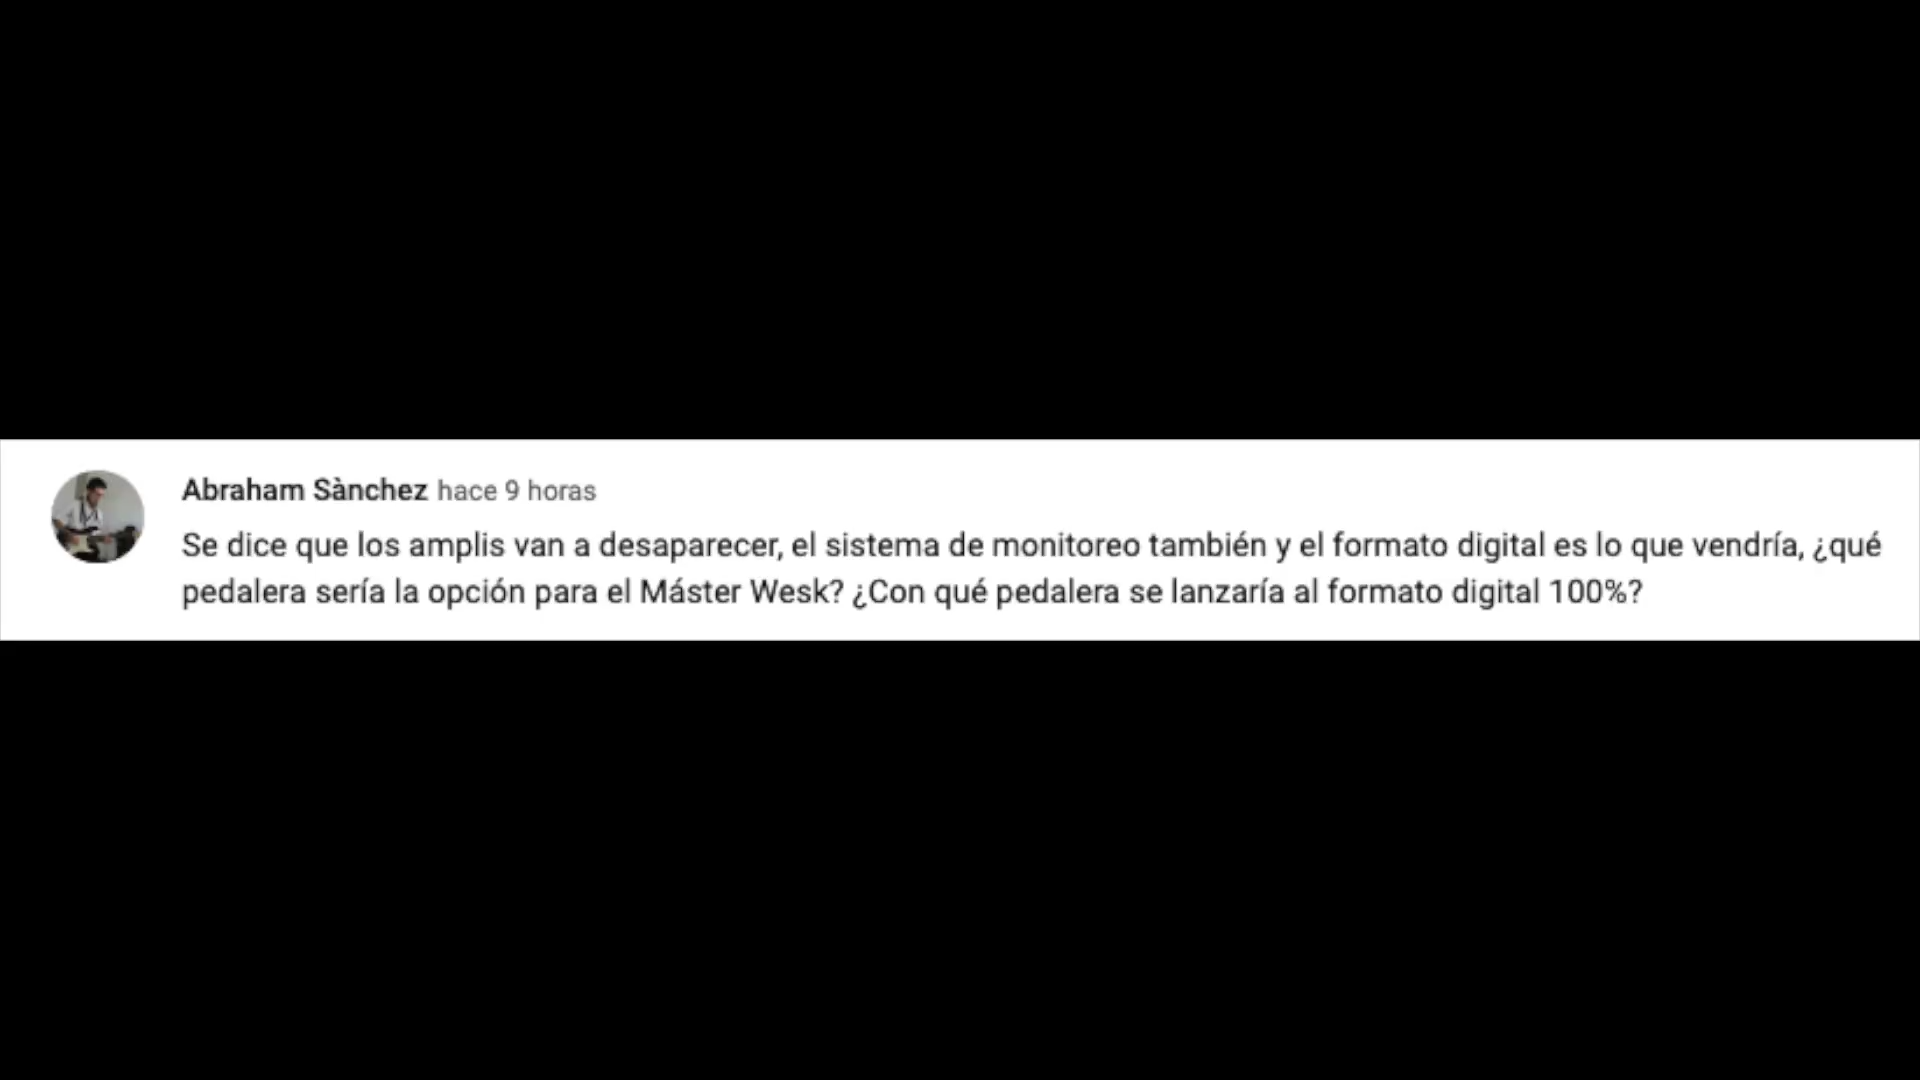 Abraham Sànchez hace 9 horas
Se dice que los amplis van a desaparecer, el sistema de monitoreo también y el formato digital es lo que vendría, ¿qué
pedalera sería la opción para el Máster Wesk? ¿Con qué pedalera se lanzaría al formato digital 100%?